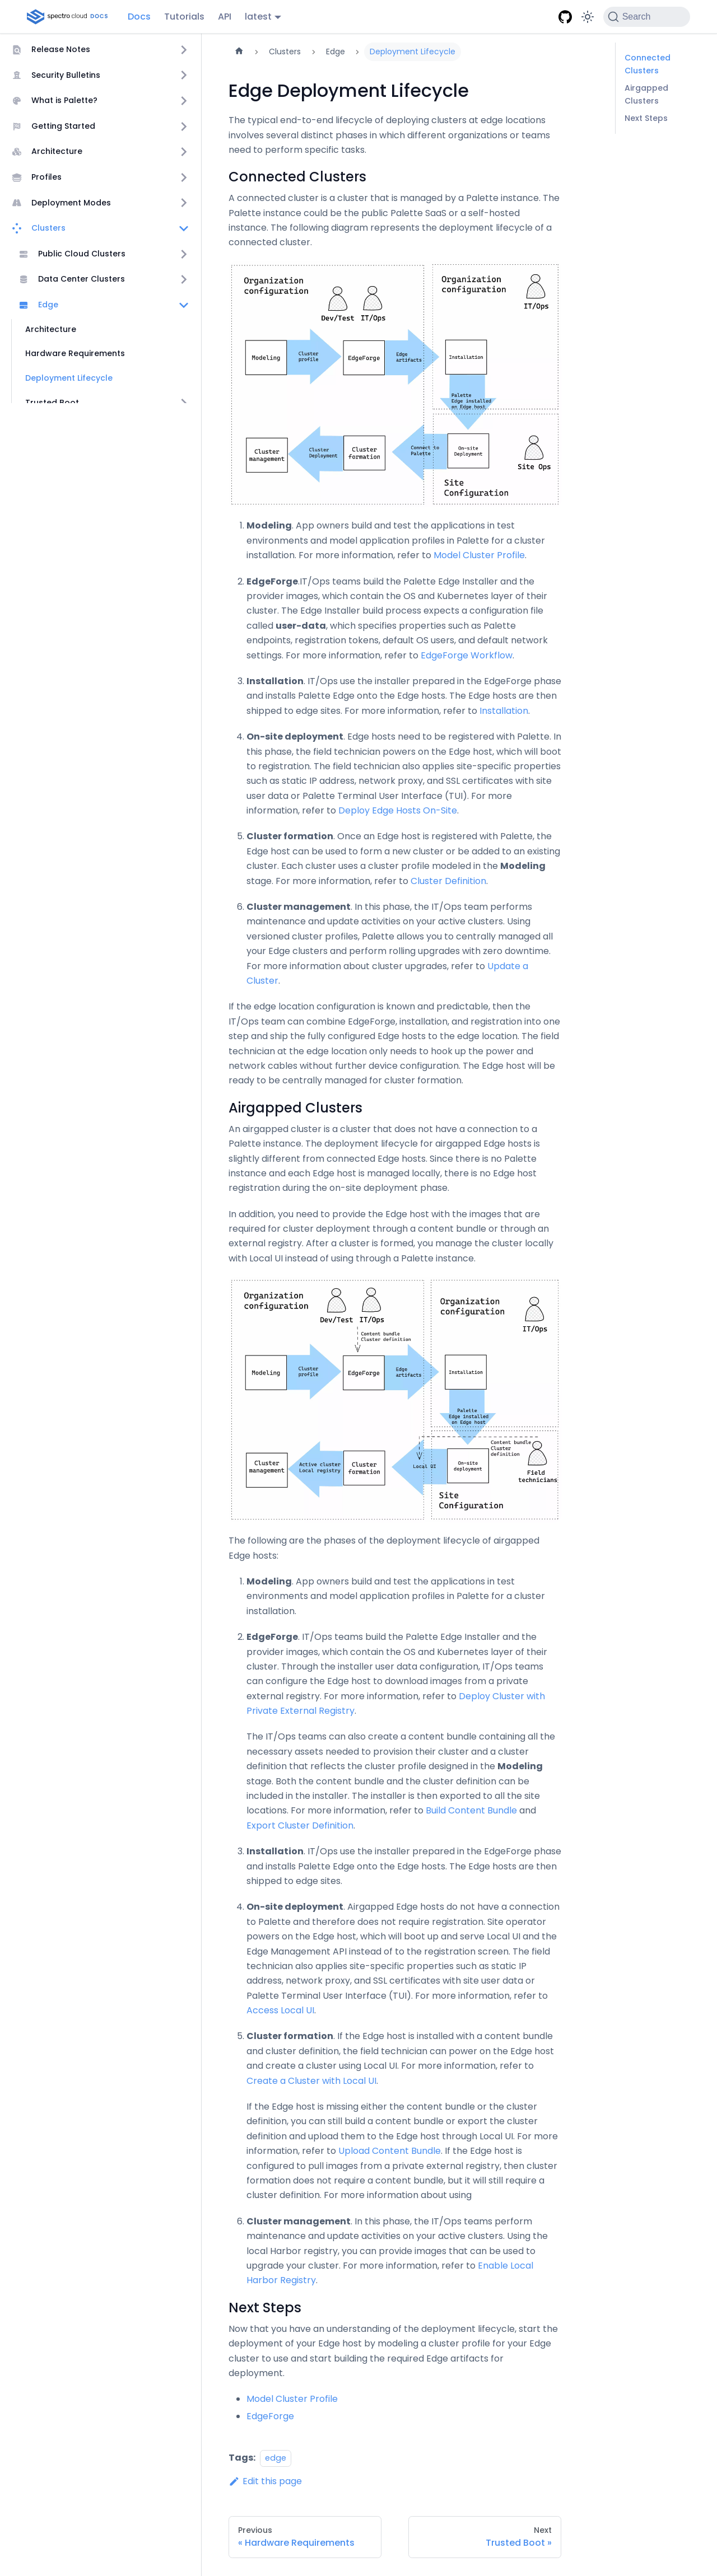 spectro cloud DOCS
Docs
Tutorials
API
latest
Search
Release Notes
Security Bulletins
What is Palette?
Getting Started
Architecture
Profiles
Deployment Modes
Clusters
Public Cloud Clusters
Data Center Clusters
Edge
Architecture
Hardware Requirements
Deployment Lifecycle
Trusted Boot
Clusters
Edge
Deployment Lifecycle
Connected
Clusters
Airgapped
Clusters
Next Steps
Edge Deployment Lifecycle
The typical end-to-end lifecycle of deploying clusters at edge locations
involves several distinct phases in which different organizations or teams
need to perform specific tasks.
Connected Clusters
A connected cluster is a cluster that is managed by a Palette instance. The
Palette instance could be the public Palette SaaS or a self-hosted
instance. The following diagram represents the deployment lifecycle of a
connected cluster.
Organization
configuration
Dev/Test
IT/Ops
Organization
configuration
IT/Ops
Modeling
Cluster
profile
EdgeForge
Edge
artifacts
Installation
Palette
Edge installed
on Edge host
Cluster
management
Cluster
Deployment
Cluster
formation
Connect to
Palette
On-site
Deployment
Site Ops
Site
Configuration
1. Modeling. App owners build and test the applications in test
environments and model application profiles in Palette for a cluster
installation. For more information, refer to Model Cluster Profile.
2. EdgeForge.IT/Ops teams build the Palette Edge Installer and the
provider images, which contain the OS and Kubernetes layer of their
cluster. The Edge Installer build process expects a configuration file
called user-data, which specifies properties such as Palette
endpoints, registration tokens, default OS users, and default network
settings. For more information, refer to EdgeForge Workflow.
3. Installation. IT/Ops use the installer prepared in the EdgeForge phase
and installs Palette Edge onto the Edge hosts. The Edge hosts are then
shipped to edge sites. For more information, refer to Installation.
4. On-site deployment. Edge hosts need to be registered with Palette. In
this phase, the field technician powers on the Edge host, which will boot
to registration. The field technician also applies site-specific properties
such as static IP address, network proxy, and SSL certificates with site
user data or Palette Terminal User Interface (TUI). For more
information, refer to Deploy Edge Hosts On-Site.
5. Cluster formation. Once an Edge host is registered with Palette, the
Edge host can be used to form a new cluster or be added to an existing
cluster. Each cluster uses a cluster profile modeled in the Modeling
stage. For more information, refer to Cluster Definition.
6. Cluster management. In this phase, the IT/Ops team performs
maintenance and update activities on your active clusters. Using
versioned cluster profiles, Palette allows you to centrally managed all
your Edge clusters and perform rolling upgrades with zero downtime.
For more information about cluster upgrades, refer to Update a
Cluster.
If the edge location configuration is known and predictable, then the
IT/Ops team can combine EdgeForge, installation, and registration into one
step and ship the fully configured Edge hosts to the edge location. The field
technician at the edge location only needs to hook up the power and
network cables without further device configuration. The Edge host will be
ready to be centrally managed for cluster formation.
Airgapped Clusters
An airgapped cluster is a cluster that does not have a connection to a
Palette instance. The deployment lifecycle for airgapped Edge hosts is
slightly different from connected Edge hosts. Since there is no Palette
instance and each Edge host is managed locally, there is no Edge host
registration during the on-site deployment phase.
In addition, you need to provide the Edge host with the images that are
required for cluster deployment through a content bundle or through an
external registry. After a cluster is formed, you manage the cluster locally
with Local UI instead of using through a Palette instance.
Organization
configuration
Dev/Test
IT/Ops
Organization
configuration
IT/Ops
Content bundle
Cluster definition
Modeling
Cluster
profile
EdgeForge
Edge
artifacts
Installation
Palette
Edge installed
on Edge host
Content bundle
Cluster
definition
Cluster
management
Active cluster
Local registry
Cluster
formation
Local UI
On-site
deployment
Field
technicians
Site
Configuration
The following are the phases of the deployment lifecycle of airgapped
Edge hosts:
1. Modeling. App owners build and test the applications in test
environments and model application profiles in Palette for a cluster
installation.
2. EdgeForge. IT/Ops teams build the Palette Edge Installer and the
provider images, which contain the OS and Kubernetes layer of their
cluster. Through the installer user data configuration, IT/Ops teams
can configure the Edge host to download images from a private
external registry. For more information, refer to Deploy Cluster with
Private External Registry.
The IT/Ops teams can also create a content bundle containing all the
necessary assets needed to provision their cluster and a cluster
definition that reflects the cluster profile designed in the Modeling
stage. Both the content bundle and the cluster definition can be
included in the installer. The installer is then exported to all the site
locations. For more information, refer to Build Content Bundle and
Export Cluster Definition.
3. Installation. IT/Ops use the installer prepared in the EdgeForge phase
and installs Palette Edge onto the Edge hosts. The Edge hosts are then
shipped to edge sites.
4. On-site deployment. Airgapped Edge hosts do not have a connection
to Palette and therefore does not require registration. Site operator
powers on the Edge host, which will boot up and serve Local UI and the
Edge Management API instead of to the registration screen. The field
technician also applies site-specific properties such as static IP
address, network proxy, and SSL certificates with site user data or
Palette Terminal User Interface (TUI). For more information, refer to
Access Local UI.
5. Cluster formation. If the Edge host is installed with a content bundle
and cluster definition, the field technician can power on the Edge host
and create a cluster using Local UI. For more information, refer to
Create a Cluster with Local UI.
If the Edge host is missing either the content bundle or the cluster
definition, you can still build a content bundle or export the cluster
definition and upload them to the Edge host through Local UI. For more
information, refer to Upload Content Bundle. If the Edge host is
configured to pull images from a private external registry, then cluster
formation does not require a content bundle, but it will still require a
cluster definition. For more information about using
6. Cluster management. In this phase, the IT/Ops teams perform
maintenance and update activities on your active clusters. Using the
local Harbor registry, you can provide images that can be used to
upgrade your cluster. For more information, refer to Enable Local
Harbor Registry.
Next Steps
Now that you have an understanding of the deployment lifecycle, start the
deployment of your Edge host by modeling a cluster profile for your Edge
cluster to use and start building the required Edge artifacts for
deployment.
• Model Cluster Profile
• EdgeForge
Tags: edge
Edit this page
Previous
« Hardware Requirements
Next
Trusted Boot »